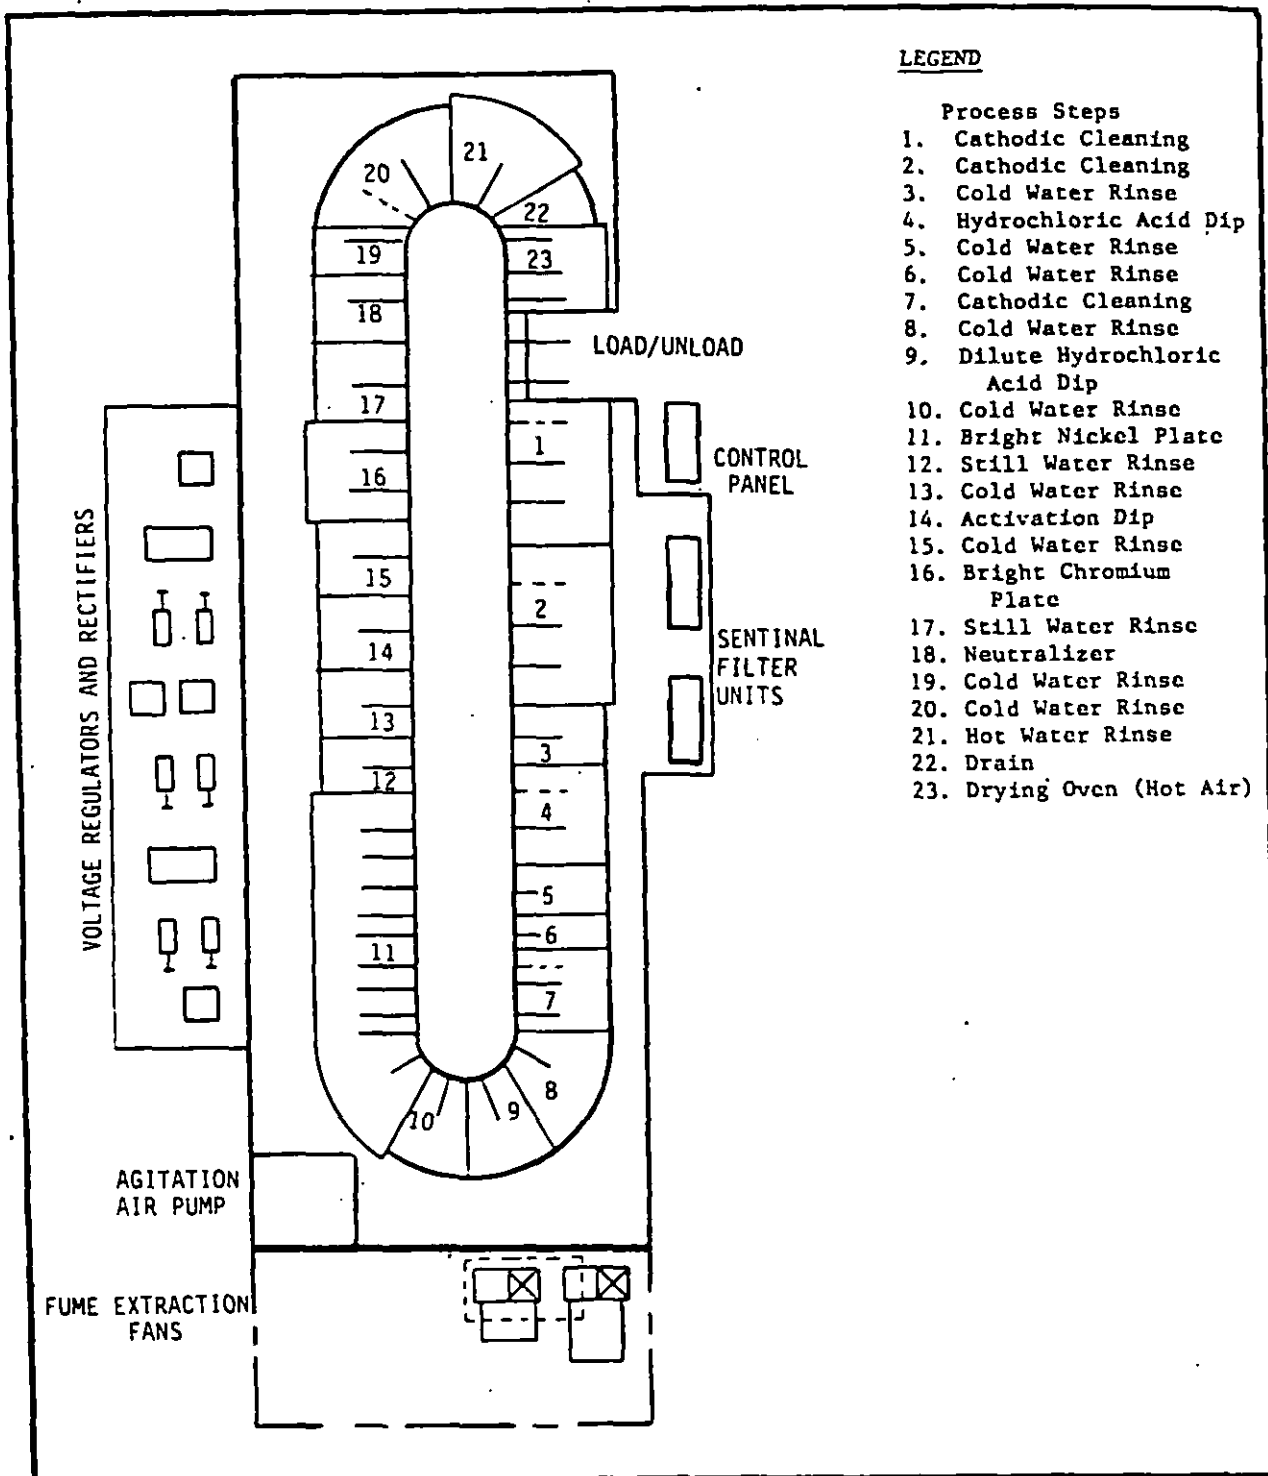 LEGEND
Process Steps
1. Cathodic Cleaning
2. Cathodic Cleaning
3. Cold Water Rinse
4. Hydrochloric Acid Dip
5. Cold Water Rinse
6. Cold Water Rinse
7. Cathodic Cleaning
8. Cold Water Rinse
9. Dilute Hydrochloric
Acid Dip
10. Cold Water Rinse
11. Bright Nickel Plate
12. Still Water Rinse
13. Cold Water Rinse
14. Activation Dip
15. Cold Water Rinse
16. Bright Chromium
Plate
17. Still Water Rinse
18. Neutralizer
19. Cold Water Rinse
20. Cold Water Rinse
21. Hot Water Rinse
22. Drain
23. Drying Oven (Hot Air)
21
20
22
19
23
18
LOAD/UNLOAD
17
1
16
CONTROL
PANEL
15
2
14
SENTINAL
FILTER
UNITS
13
3
12
4
5
6
11
7
8
9
10
VOLTAGE REGULATORS AND RECTIFIERS
AGITATION
AIR PUMP
FUME EXTRACTION
FANS